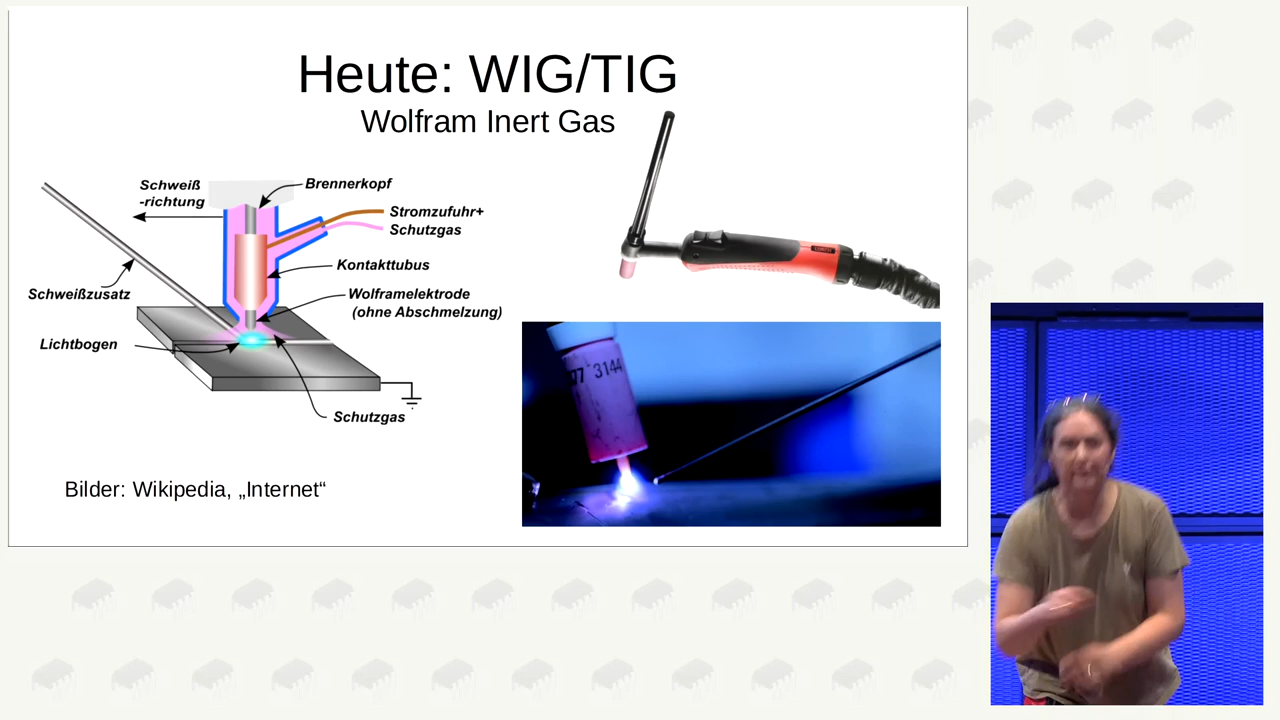 Heute: WIG/TIG
Wolfram Inert Gas
Schweiß
-richtung
Brennerkopf
Stromzufuhr+
Schutzgas
Kontakttubus
Schweißzusatz
Wolframelektrode
(ohne Abschmelzung)
Lichtbogen
Schutzgas
77 3144
Bilder: Wikipedia, „Internet“